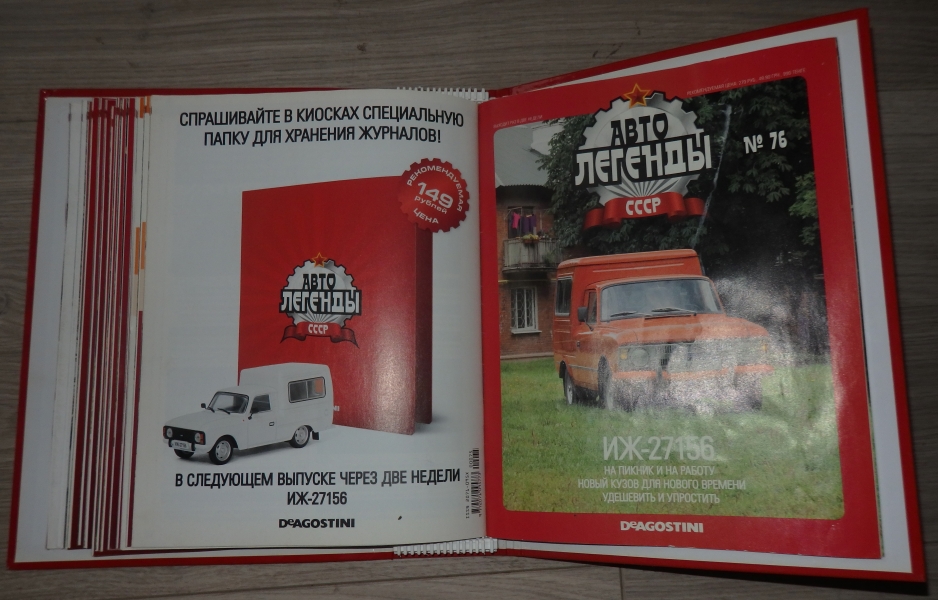 СПРАШИВАЙТЕ В КИОСКАХ СПЕЦИАЛЬНУЮ
ПАПКУ ДЛЯ ХРАНЕНИЯ ЖУРНАЛОВ!
РЕКОМЕНДУЕМАЯ
149
рублей
ЦЕНА
АВТО
ЛЕГЕНДЫ
СССР
В СЛЕДУЮЩЕМ ВЫПУСКЕ ЧЕРЕЗ ДВЕ НЕДЕЛИ
ИЖ-27156
DeAGOSTINI
АВТО
ЛЕГЕНДЫ
СССР
№ 76
ИЖ-27156
НА ПИКНИК И НА РАБОТУ
НОВЫЙ КУЗОВ ДЛЯ НОВОГО ВРЕМЕНИ
УДЕШЕВИТЬ И УПРОСТИТЬ
DeAGOSTINI